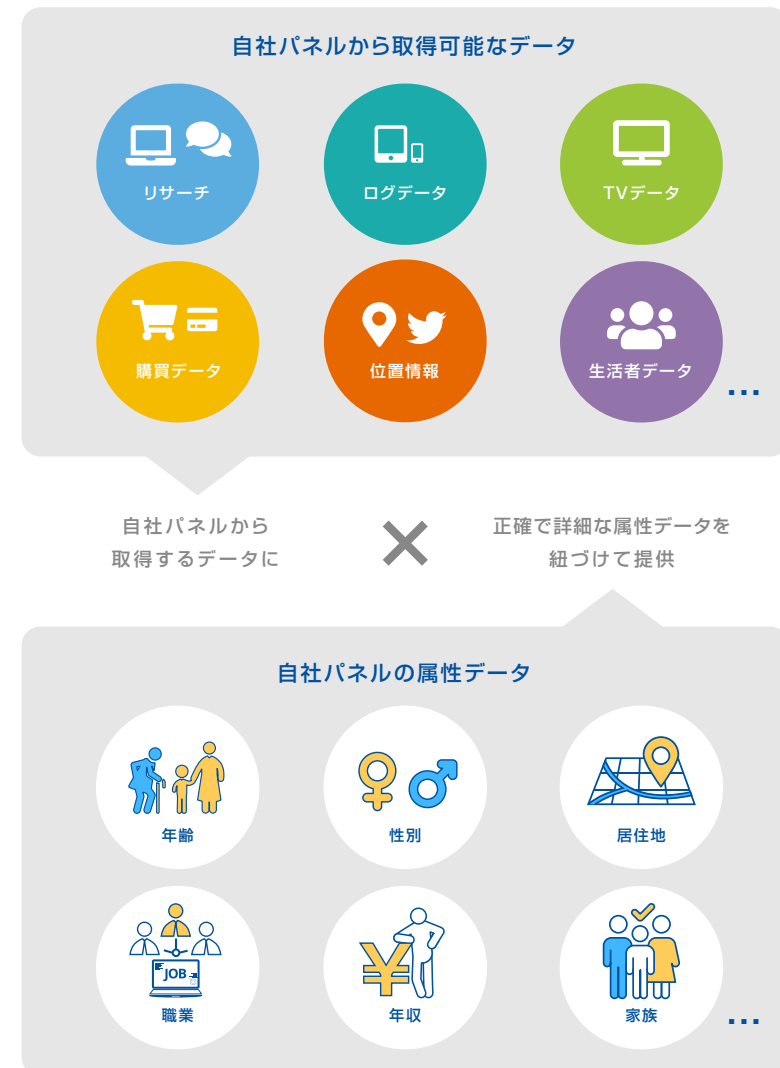 自社パネルから取得可能なデータ
リサーチ
ログデータ
TVデータ
購買データ
位置情報
生活者データ
...
自社パネルから
取得するデータに
×
正確で詳細な属性データを
紐づけて提供
自社パネルの属性データ
年齢
性別
居住地
JOB
職業
¥
年収
家族
...